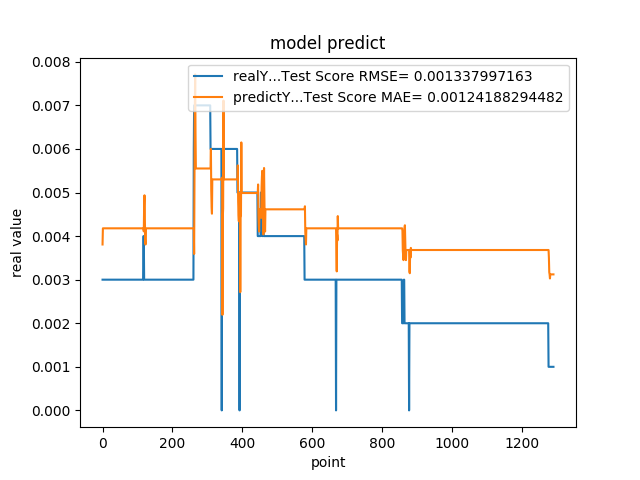 model predict
realY...Test Score RMSE= 0.001337997163
predictY...Test Score MAE= 0.00124188294482
0.008
0.007
0.006
0.005
0.004
0.003
0.002
0.001
0.000
real value
0 200 400 600 800 1000 1200
point